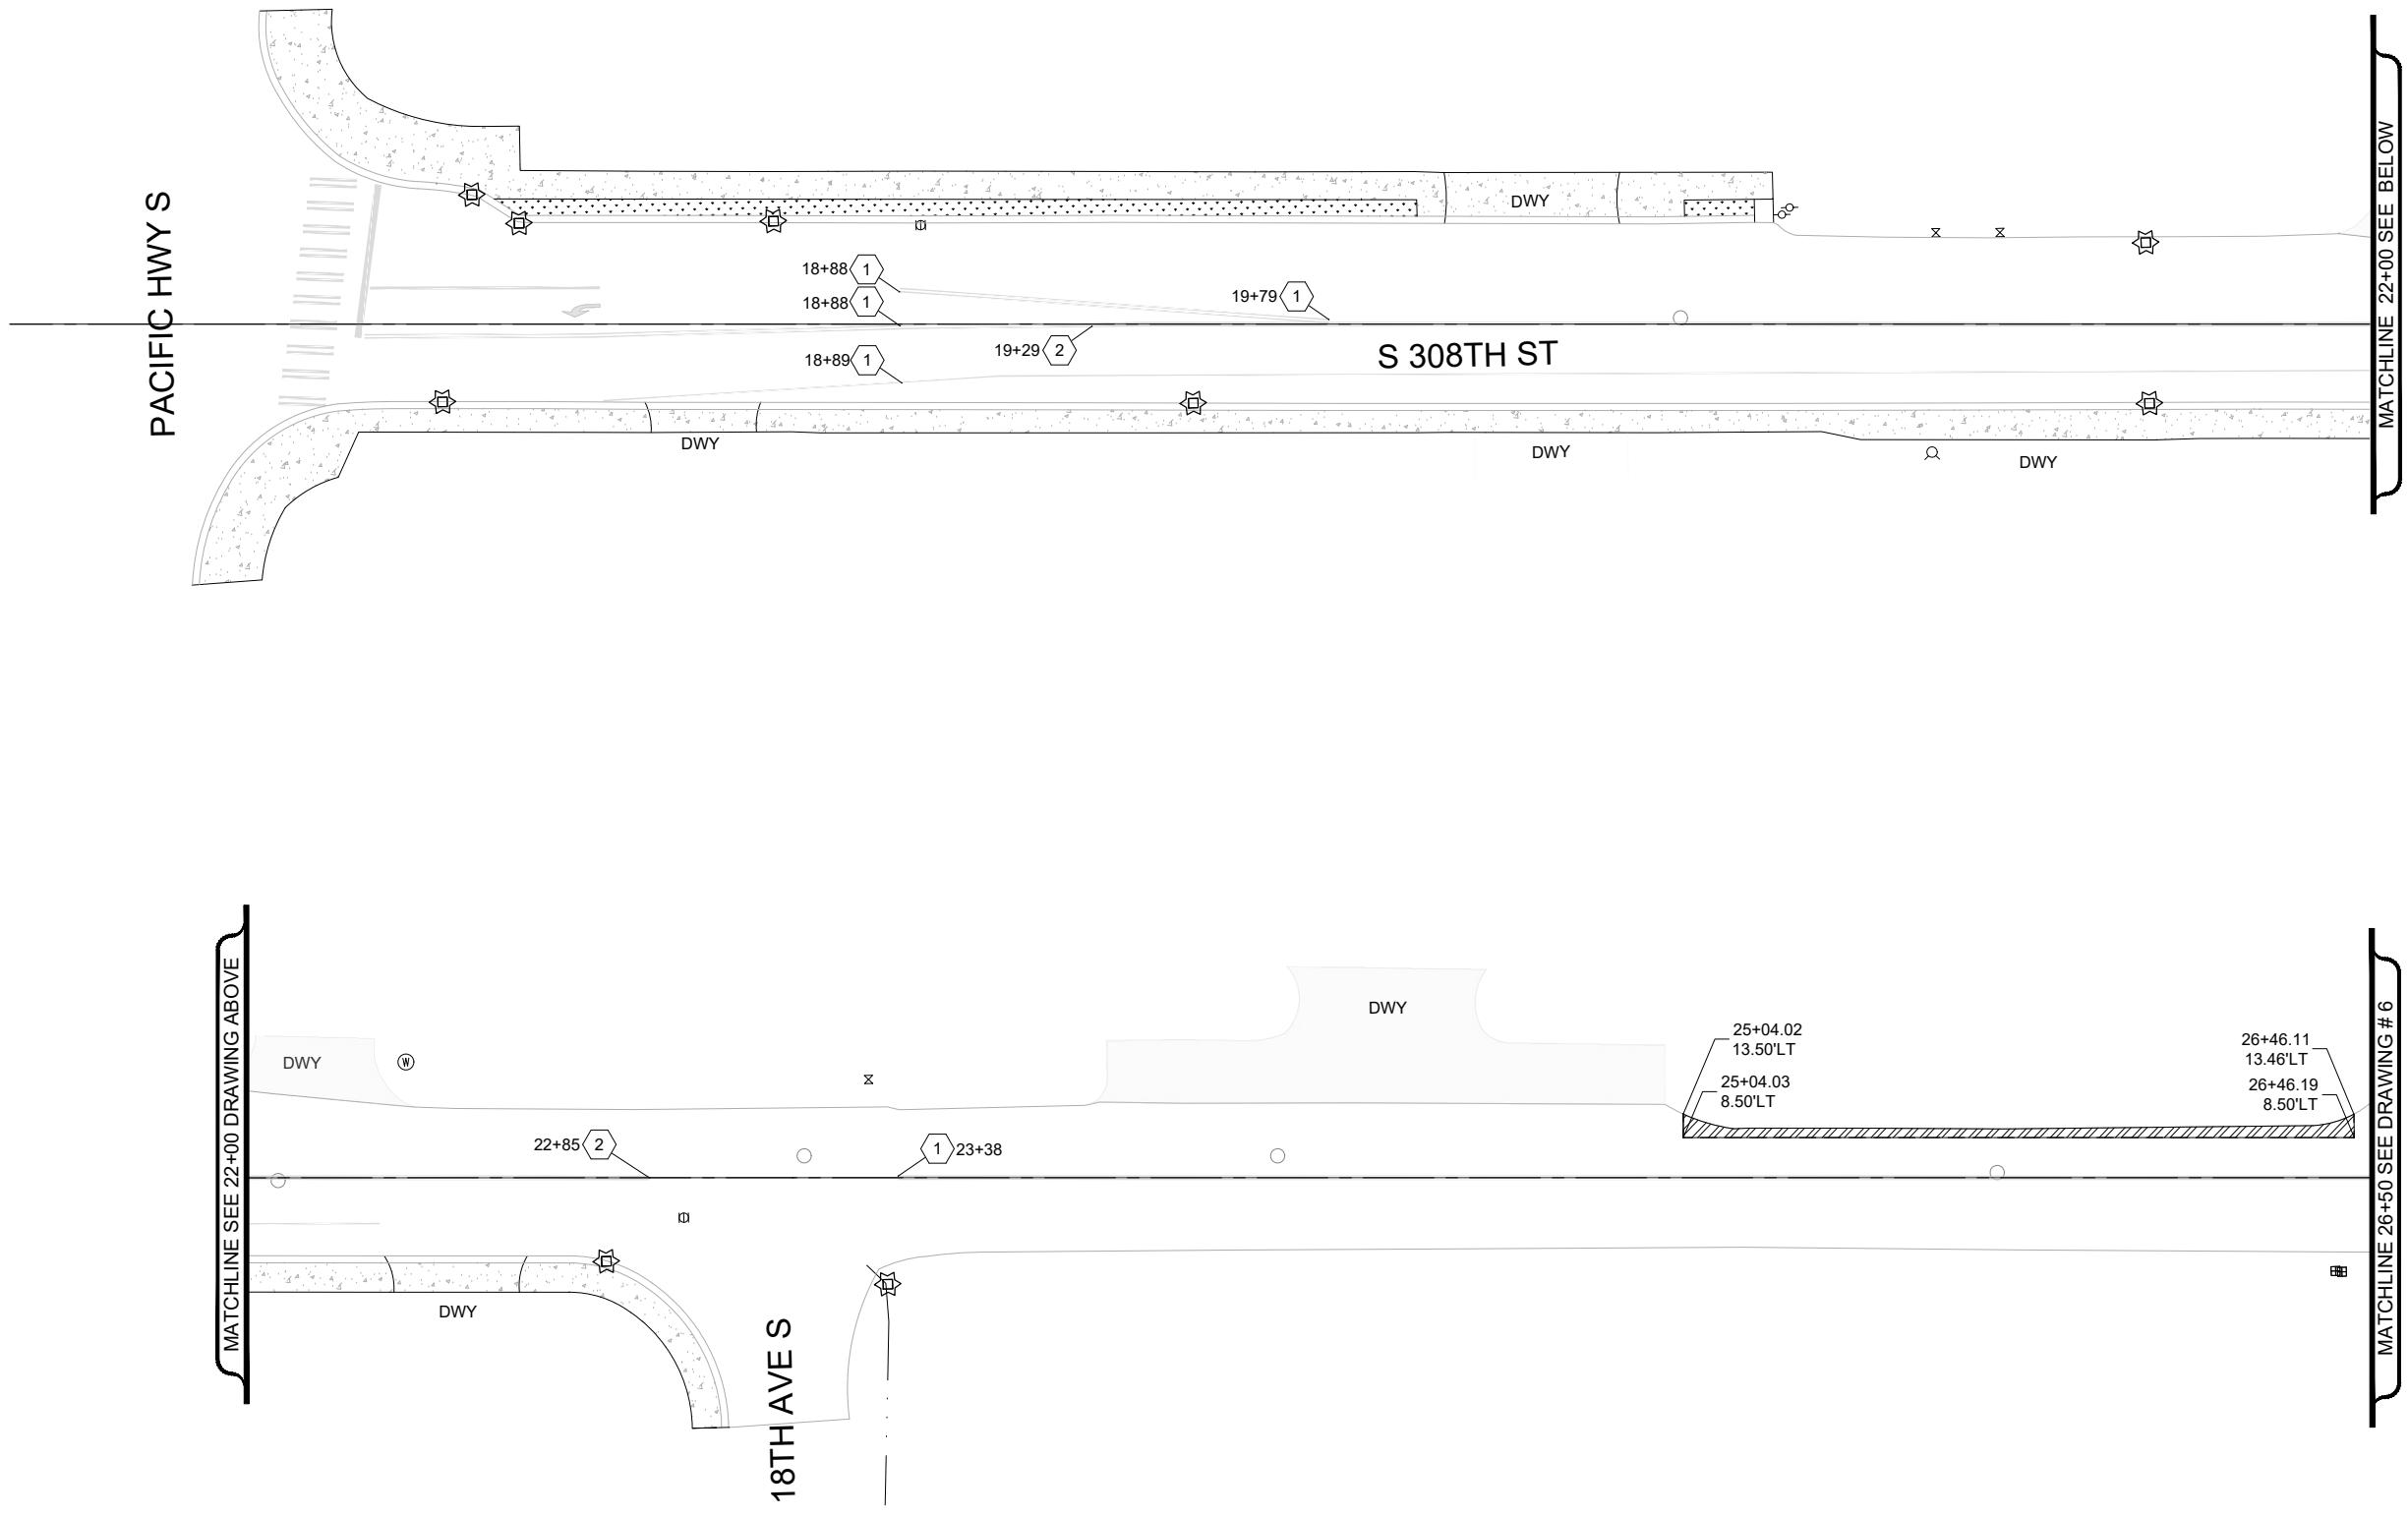 PACIFIC HWY S
DWY
MATCHLINE 22+00 SEE BELOW
18+88 1
18+88 1
19+79 1
19+29 2
18+89 1
S 308TH ST
DWY
DWY
DWY
MATCHLINE SEE 22+00 DRAWING ABOVE
DWY
W
DWY
25+04.02
13.50'LT
25+04.03
8.50'LT
26+46.11
13.46'LT
26+46.19
8.50'LT
MATCHLINE 26+50 SEE DRAWING # 6
22+85 2
1 23+38
DWY
18TH AVE S